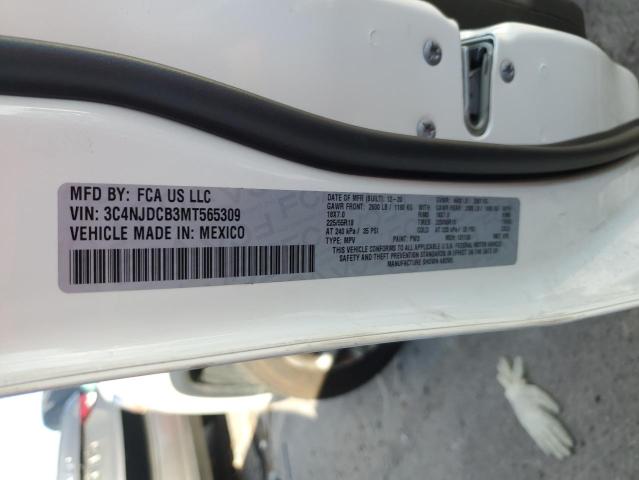 MFD BY: FCA US LLC
VIN: 3C4NJDCB3MT565309
VEHICLE MADE IN: MEXICO
DATE OF MFR (BUILT): 12-20
GAWR FRONT: 2600 LB / 1180 KG
18X7.0
225/55R18
AT 240 kPa / 35 PSI
TYPE: MPV PAINT: PW3
THIS VEHICLE CONFORMS TO ALL APPLICABLE U.S.A. FEDERAL MOTOR VEHICLE
SAFETY AND THEFT PREVENTION STANDARDS IN EFFECT ON THE DATE OF
MANUFACTURE SHOWN ABOVE.